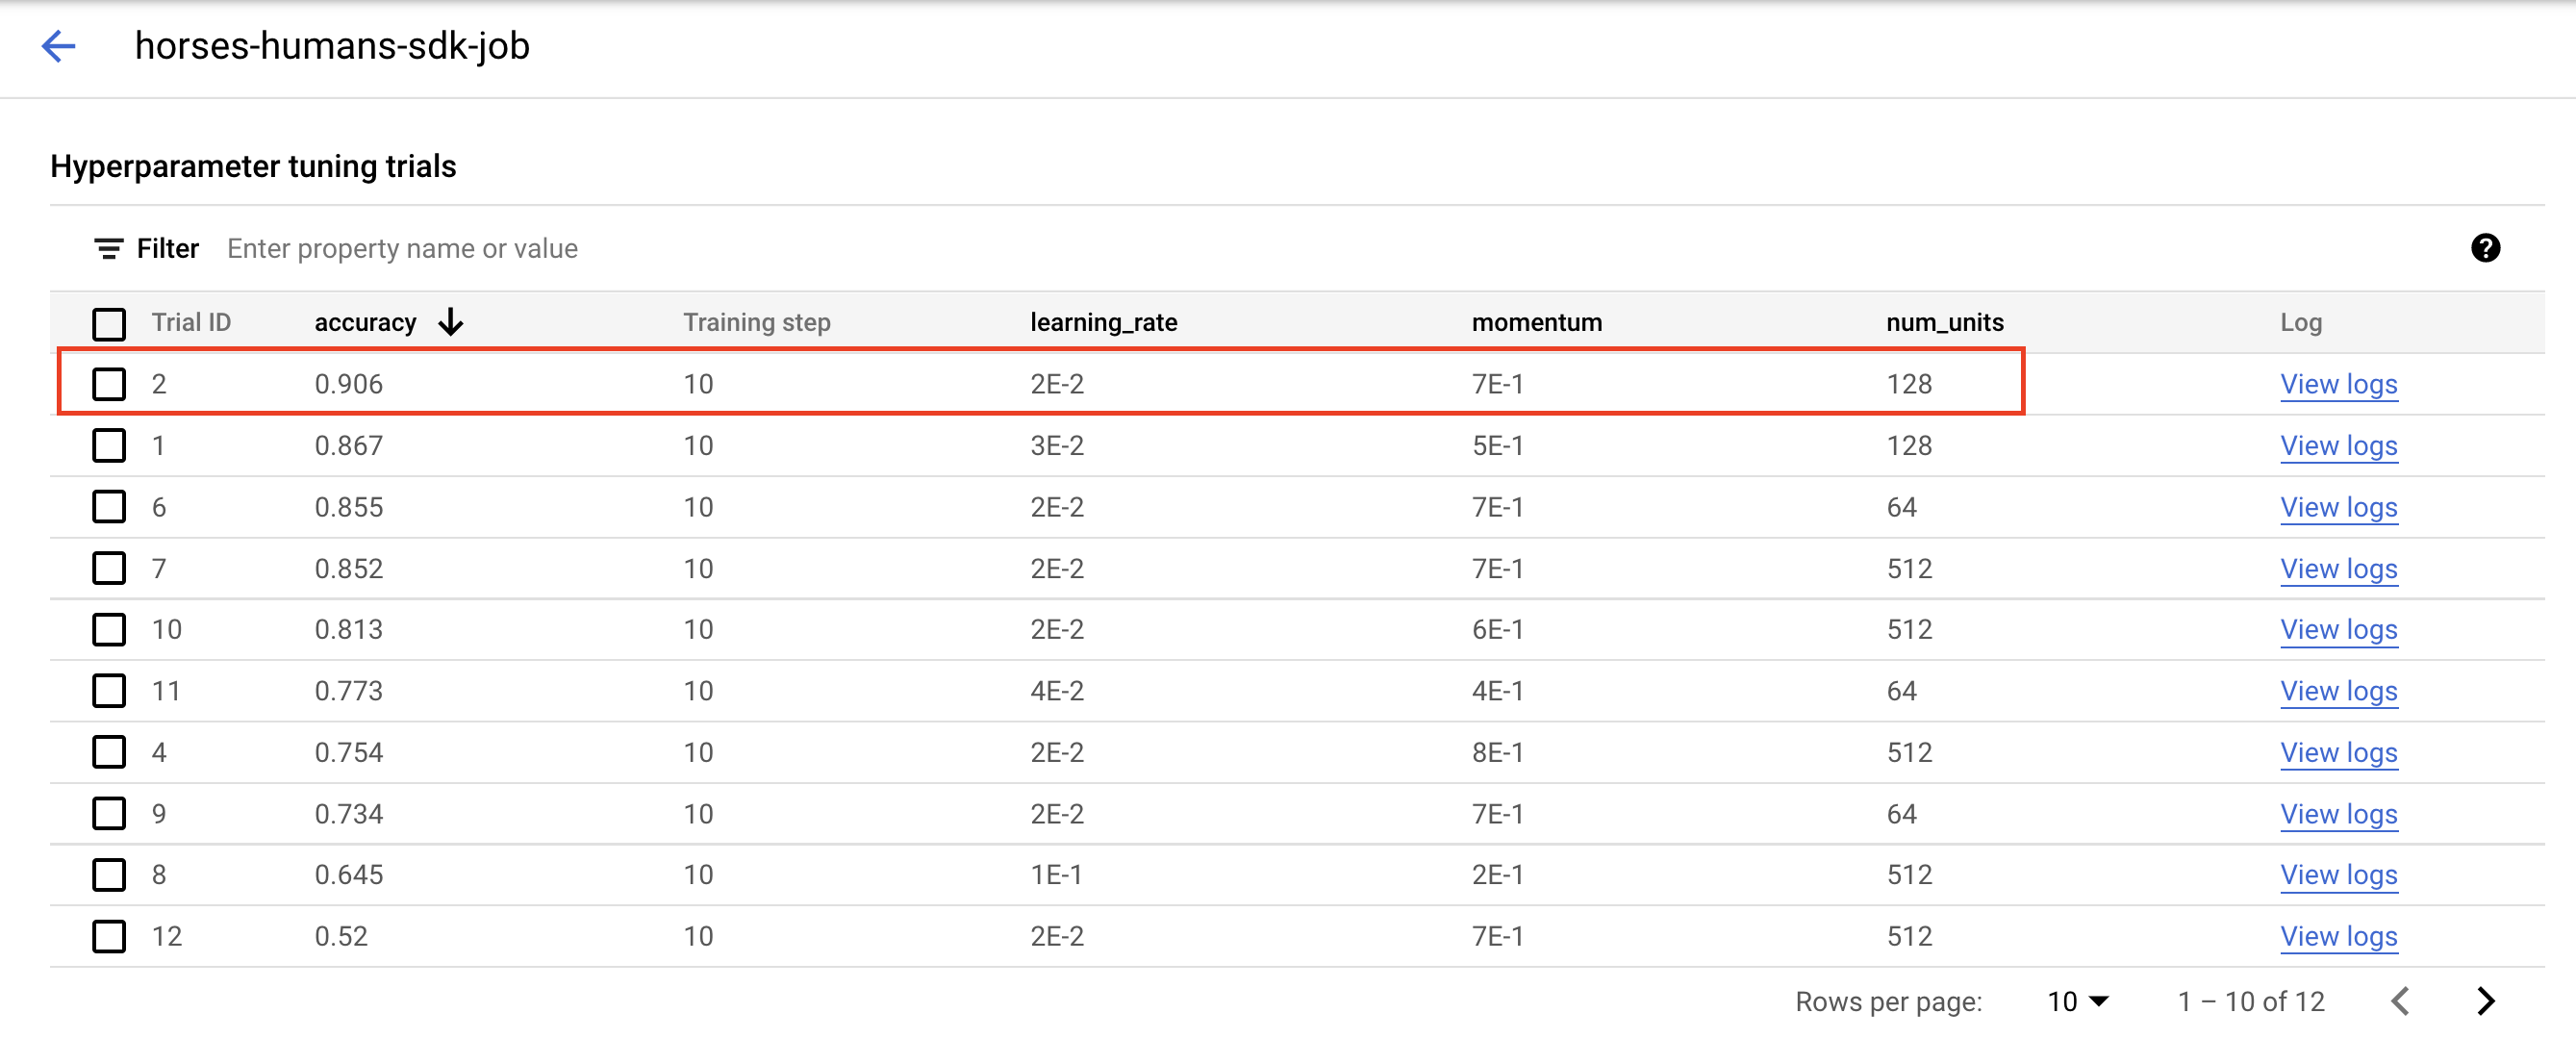 horses-humans-sdk-job
Hyperparameter tuning trials
Filter Enter property name or value
Trial ID accuracy Training step learning_rate momentum num_units Log
2 0.906 10 2E-2 7E-1 128 View logs
1 0.867 10 3E-2 5E-1 128 View logs
6 0.855 10 2E-2 7E-1 64 View logs
7 0.852 10 2E-2 7E-1 512 View logs
10 0.813 10 2E-2 6E-1 512 View logs
11 0.773 10 4E-2 4E-1 64 View logs
4 0.754 10 2E-2 8E-1 512 View logs
9 0.734 10 2E-2 7E-1 64 View logs
8 0.645 10 1E-1 2E-1 512 View logs
12 0.52 10 2E-2 7E-1 512 View logs
Rows per page: 10 1 – 10 of 12